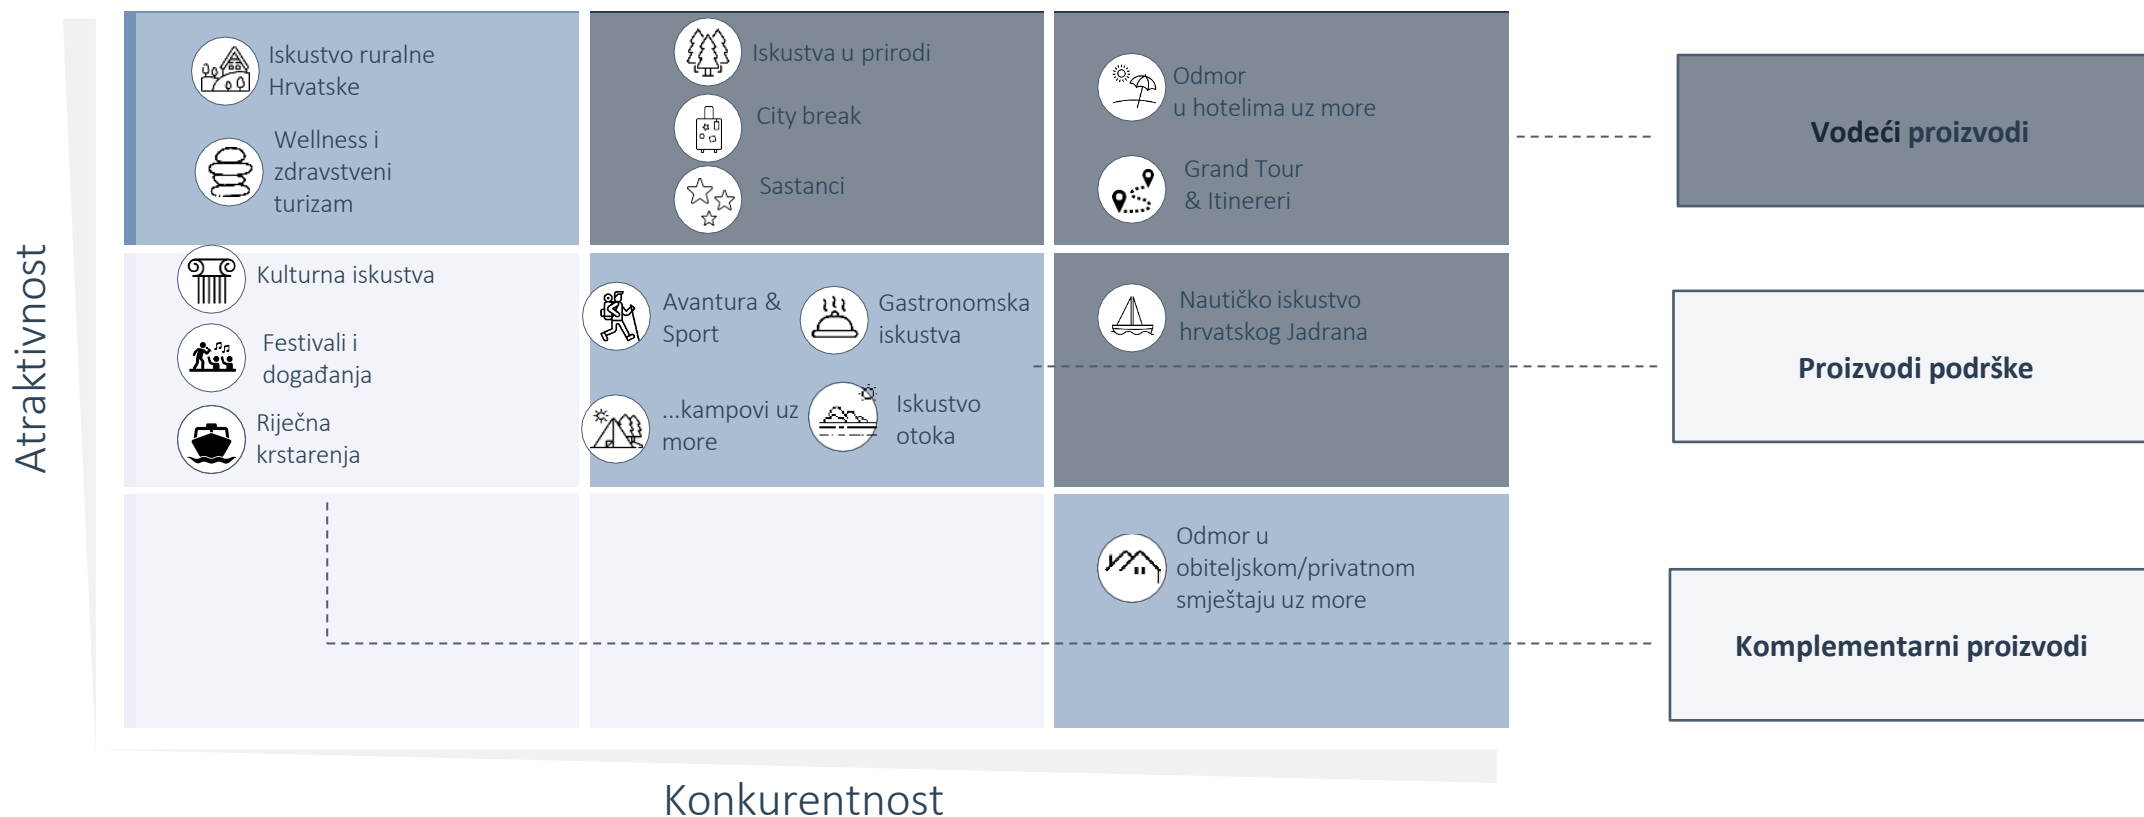 Atraktivnost
Iskustvo ruralne
Hrvatske
Wellness i
zdravstveni
turizam
Iskustva u prirodi
City break
Sastanci
Odmor
u hotelima uz more
Grand Tour
& Itinereri
Vodeći proizvodi
Kulturna iskustva
Festivali i
događanja
Riječna
krstarenja
Avantura &
Sport
Gastronomska
iskustva
...kampovi uz
more
Iskustvo
otoka
Nautičko iskustvo
hrvatskog Jadrana
Proizvodi podrške
Odmor u
obiteljskom/privatnom
smještaju uz more
Komplementarni proizvodi
Konkurentnost